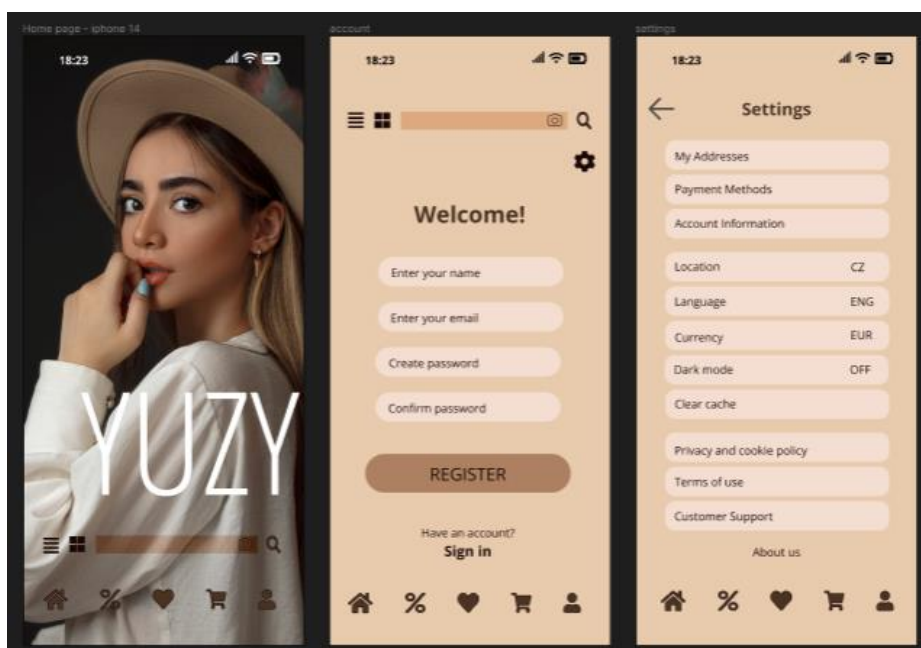 Home page - iphone 14
18:23
YUZY
account
18:23
Welcome!
Enter your name
Enter your email
Create password
Confirm password
REGISTER
Have an account?
Sign in
settings
18:23
Settings
My Addresses
Payment Methods
Account Information
Location CZ
Language ENG
Currency EUR
Dark mode OFF
Clear cache
Privacy and cookie policy
Terms of use
Customer Support
About us